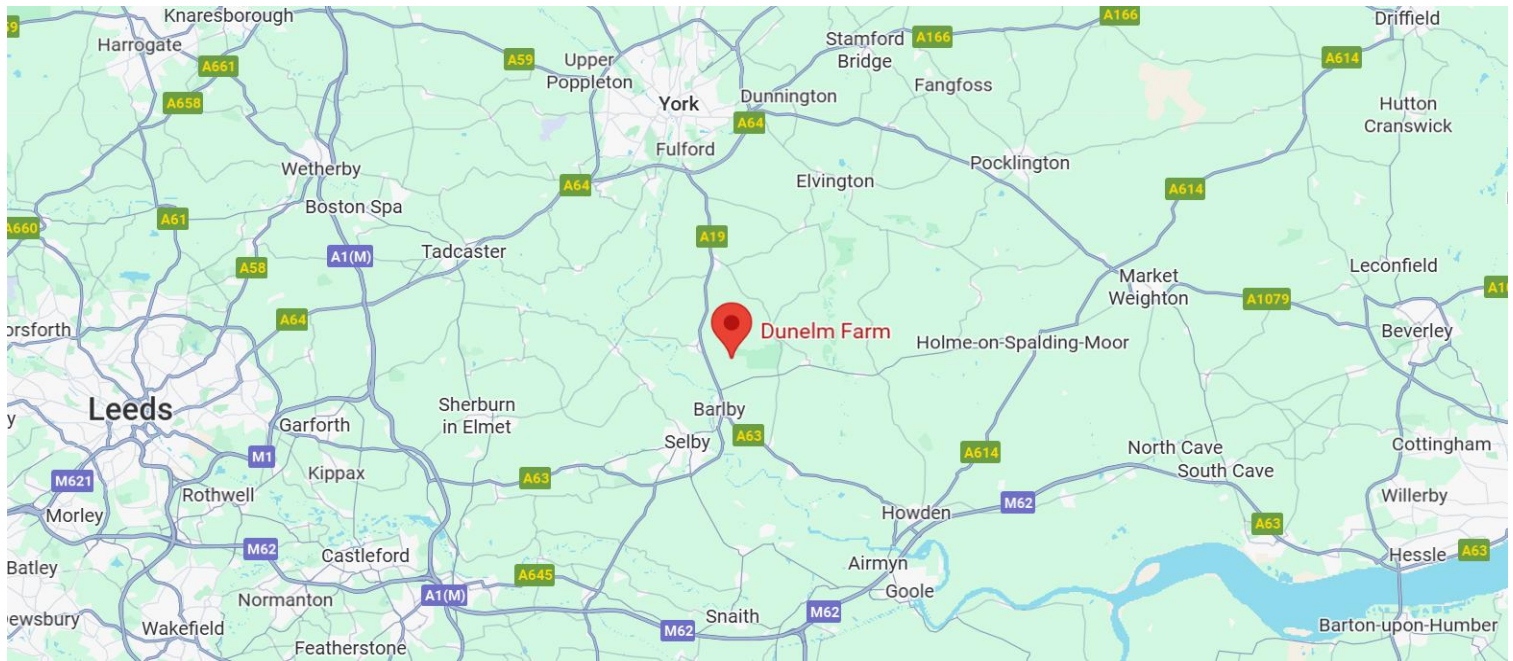 Knaresborough
Harrogate
59
A661
A658
A59
Upper
Poppleton
Stamford
Bridge
A166
A166
Driffield
A614
York
Dunnington
Fangfoss
Hutton
Cranswick
A64
Fulford
Wetherby
Pocklington
Elvington
A64
A614
Boston Spa
A61
A660
A19
Tadcaster
A1(M)
A58
Leconfield
Market
Weighton
A1079
A10
A64
orsforth
Dunelm Farm
Beverley
Holme-on-Spalding-Moor
Leeds
y
Sherburn
in Elmet
Barlby
Garforth
Selby
A63
Cottingham
North Cave
A614
M1
Kippax
South Cave
M621
A63
Rothwell
Willerby
Morley
Howden
M62
A63
M62
Castleford
Hessle
A63
Batley
Airmyn
A645
Goole
Normanton
A1(M)
ewsbury
Snaith
M62
Wakefield
M62
Barton-upon-Humber
Featherstone